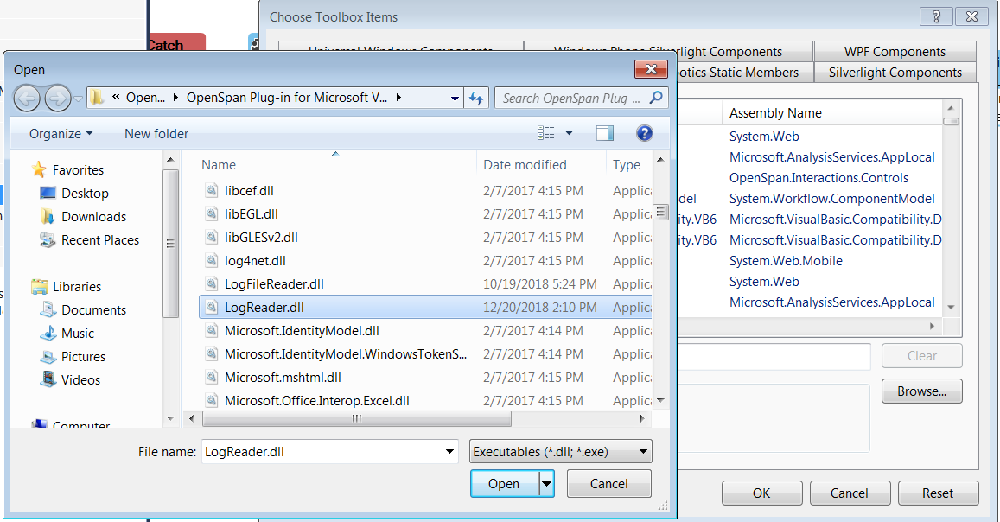 Choose Toolbox Items
Catch
Universal Windows Components
Windows Phone Silverlight Components
WPF Components
Silverlight Components
Static Members
Open
« Open... ▸ OpenSpan Plug-in for Microsoft V... ▸
Search OpenSpan Plug-...
Organize
New folder
Favorites
Desktop
Downloads
Recent Places
Libraries
Documents
Music
Pictures
Videos
Computer
Name Date modified Type
libcef.dll 2/7/2017 4:15 PM Applica
libEGL.dll 2/7/2017 4:15 PM Applica
libGLESv2.dll 2/7/2017 4:15 PM Applica
log4net.dll 2/7/2017 4:15 PM Applica
LogFileReader.dll 10/19/2018 5:24 PM Applica
LogReader.dll 12/20/2018 2:10 PM Applica
Microsoft.IdentityModel.dll 2/7/2017 4:14 PM Applica
Microsoft.IdentityModel.WindowsTokenS... 2/7/2017 4:14 PM Applica
Microsoft.mshtml.dll 2/7/2017 4:15 PM Applica
Microsoft.Office.Interop.Excel.dll 2/7/2017 4:15 PM Applica
File name: LogReader.dll
Executables (*.dll; *.exe)
Open
Cancel
Assembly Name
System.Web
Microsoft.AnalysisServices.AppLocal
OpenSpan.Interactions.Controls
del System.Workflow.ComponentModel
ity.VB6 Microsoft.VisualBasic.Compatibility.D
ity.VB6 Microsoft.VisualBasic.Compatibility.D
System.Web.Mobile
System.Web
Microsoft.AnalysisServices.AppLocal
Clear
Browse...
OK
Cancel
Reset